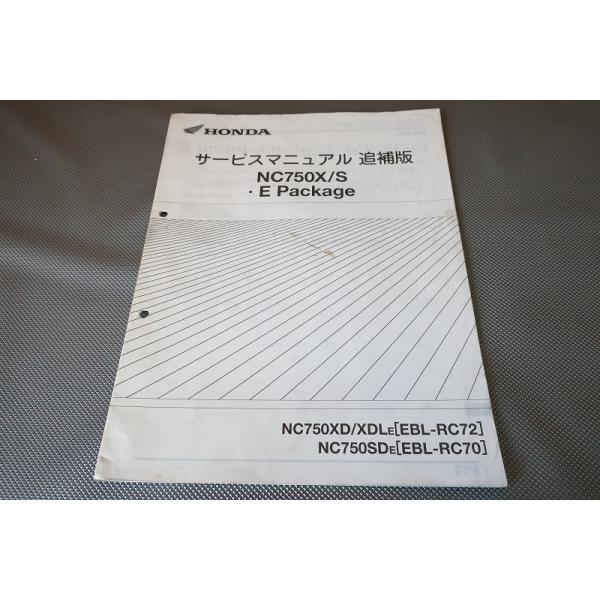 HONDA
サービスマニュアル 追補版
NC750X/S
・E Package
NC750XD/XDLE[EBL-RC72]
NC750SDE[EBL-RC70]